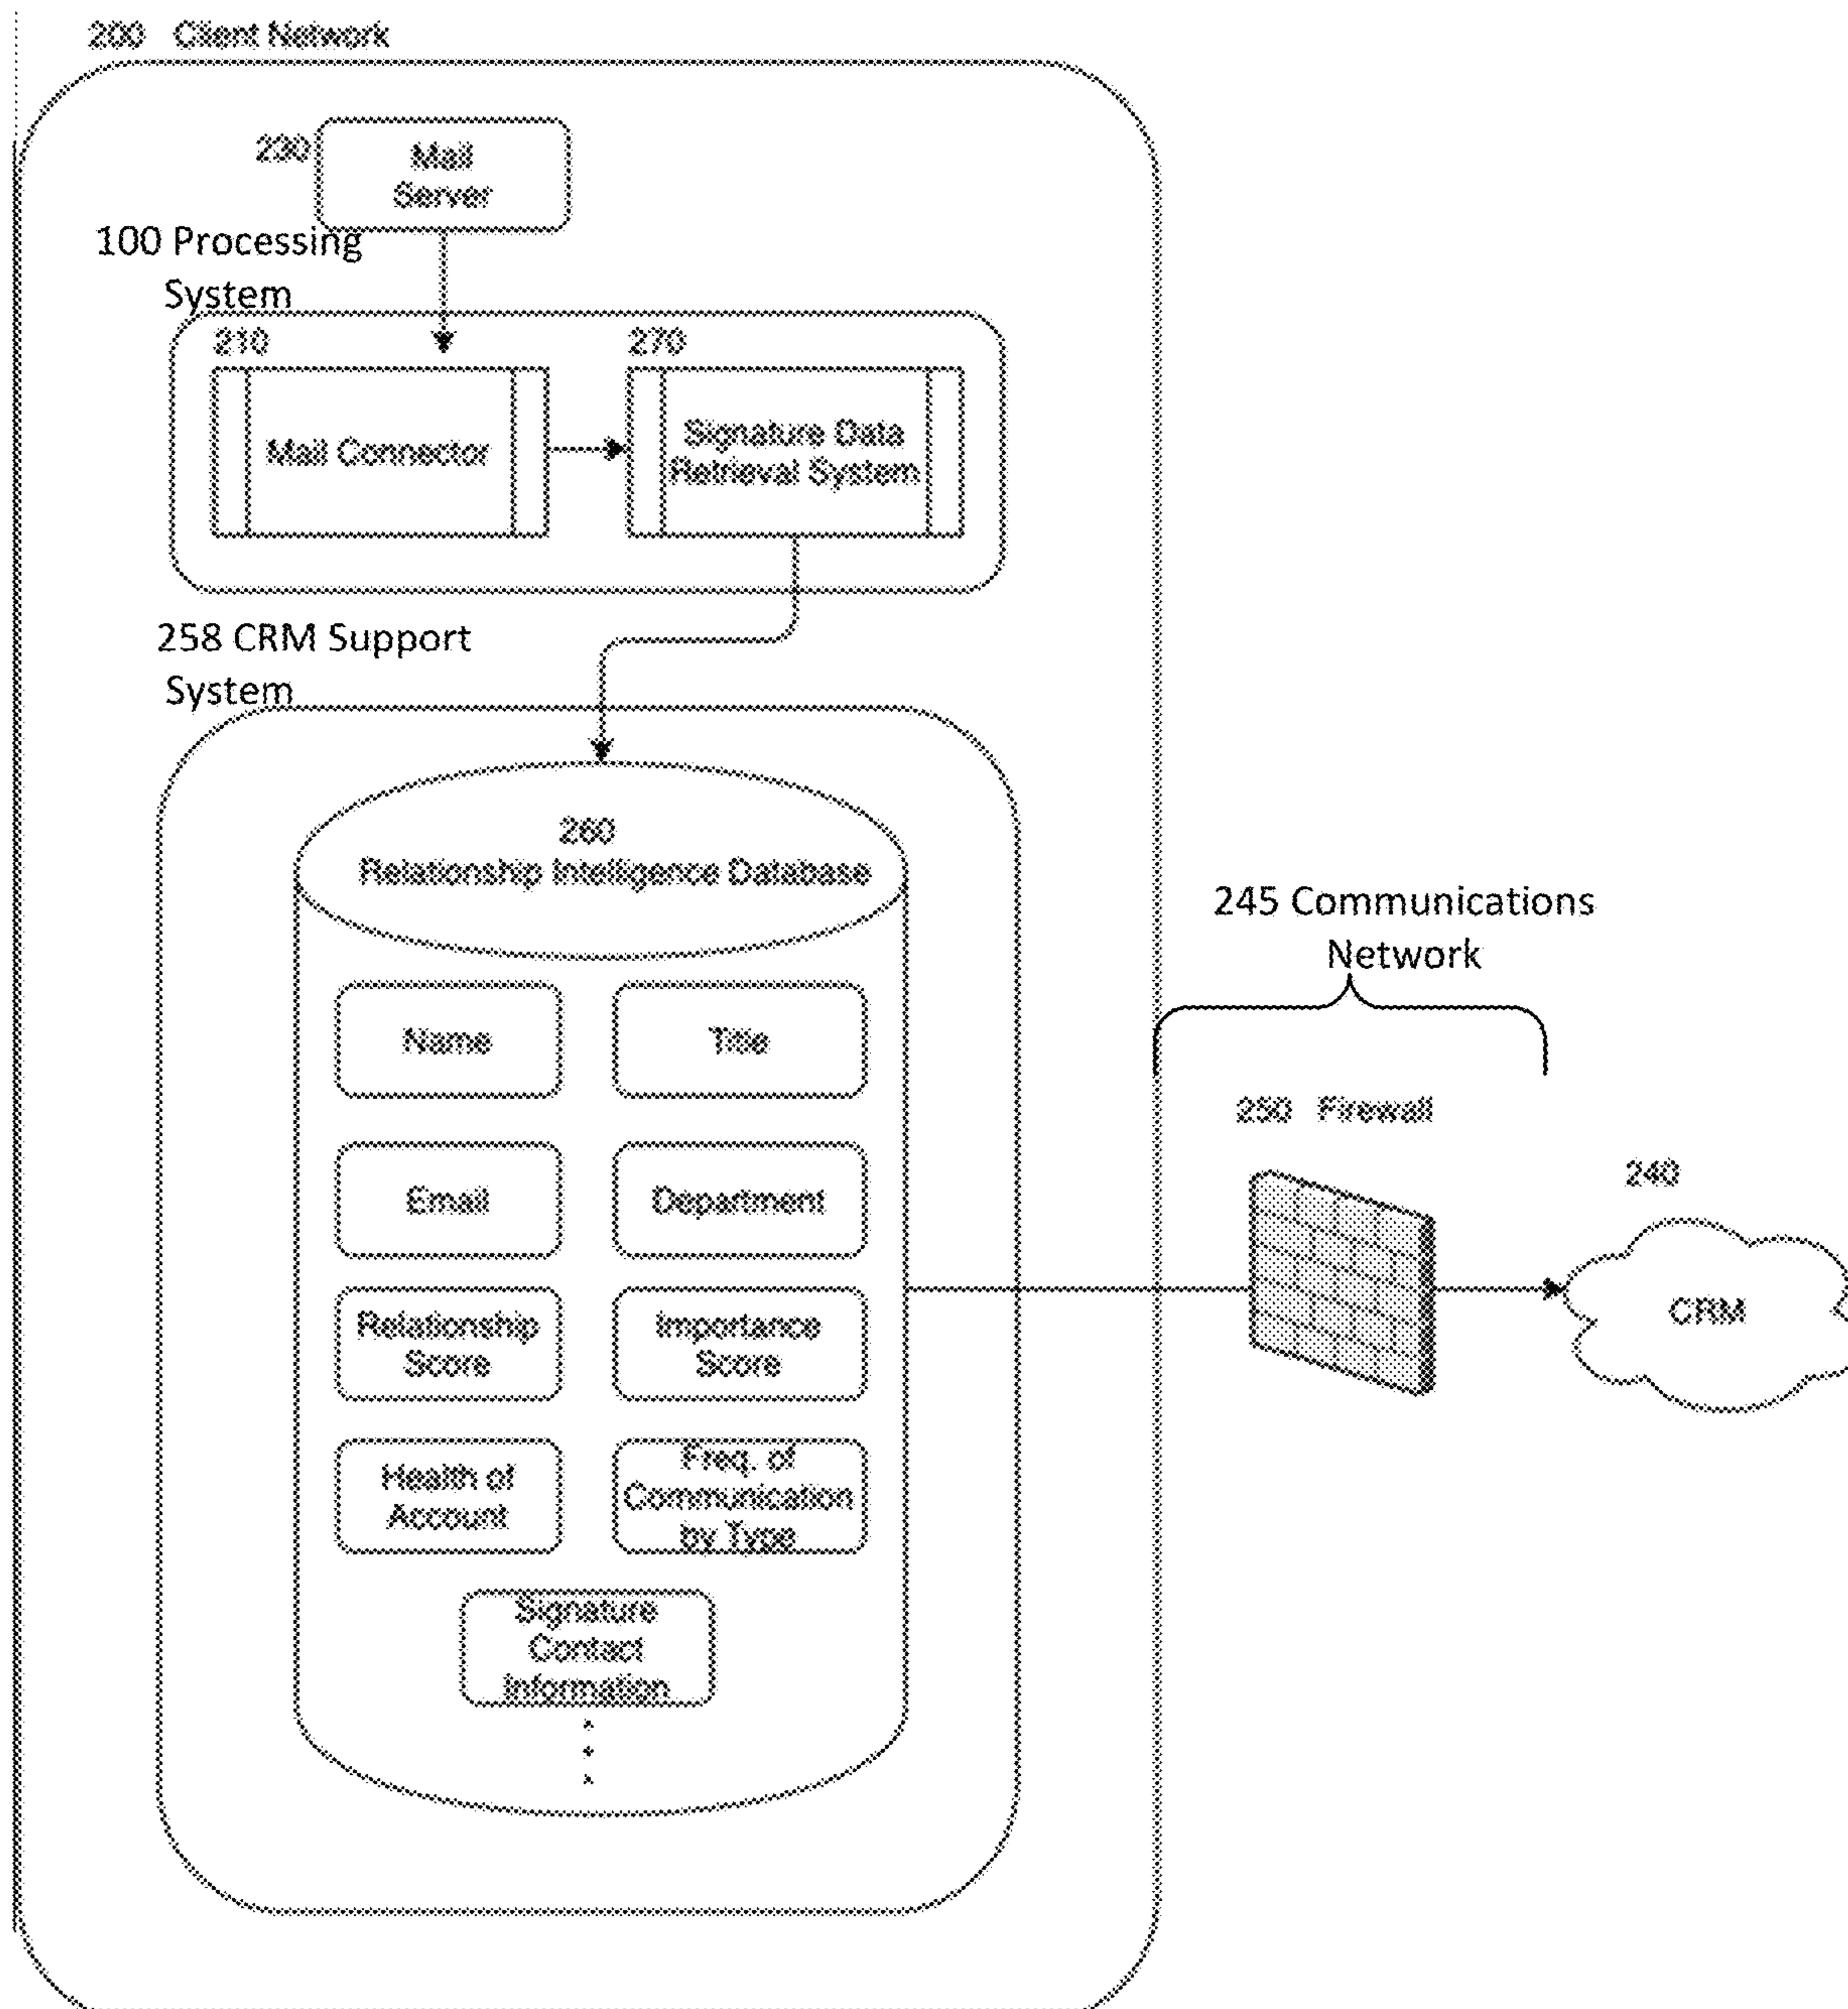 200 Client Network
230
Mail
Server
100 Processing
System
210
270
Mail Connector
Signature Data
Retrieval System
258 CRM Support
System
260
Relationship Intelligence Database
Name
Title
Email
Department
Relationship
Score
Importance
Score
Health of
Account
Freq. of
Communication
by Type
Signature
Contact
Information
245 Communications
Network
250 Firewall
240
CRM